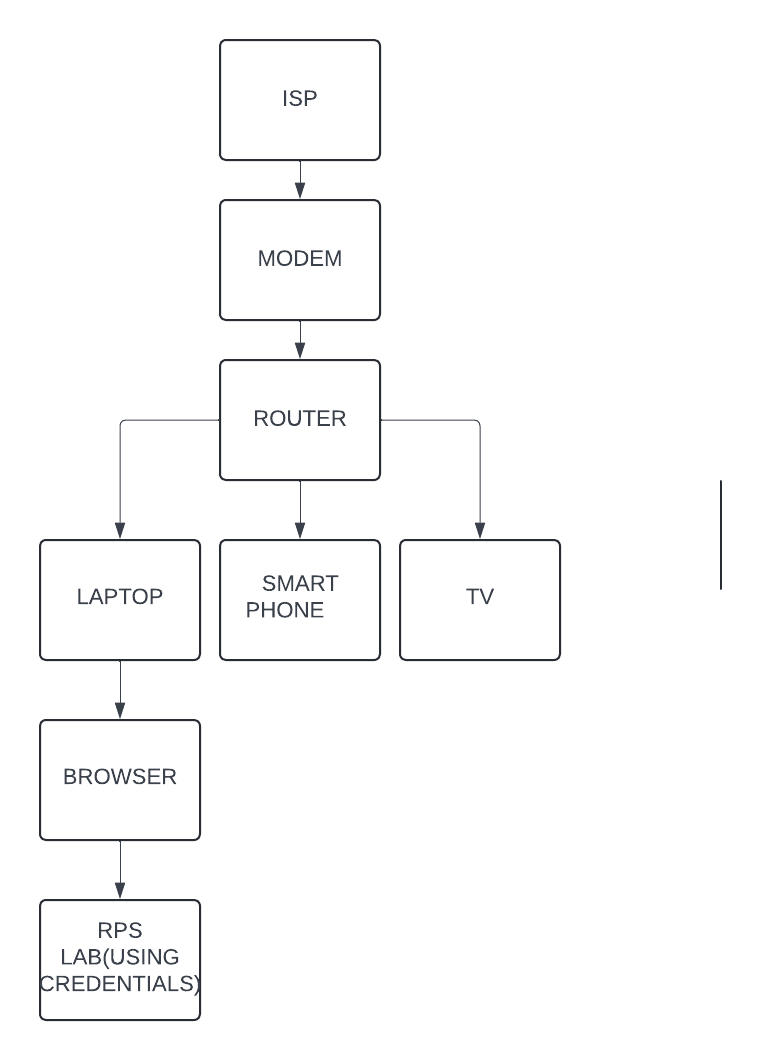 ISP
MODEM
ROUTER
LAPTOP
SMART
PHONE
TV
BROWSER
RPS
LAB(USING
CREDENTIALS)